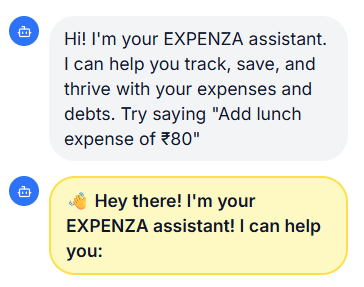 Hi! I'm your EXPENZA assistant.
I can help you track, save, and
thrive with your expenses and
debts. Try saying "Add lunch
expense of ₹80"
👋 Hey there! I'm your
EXPENZA assistant! I can help
you: